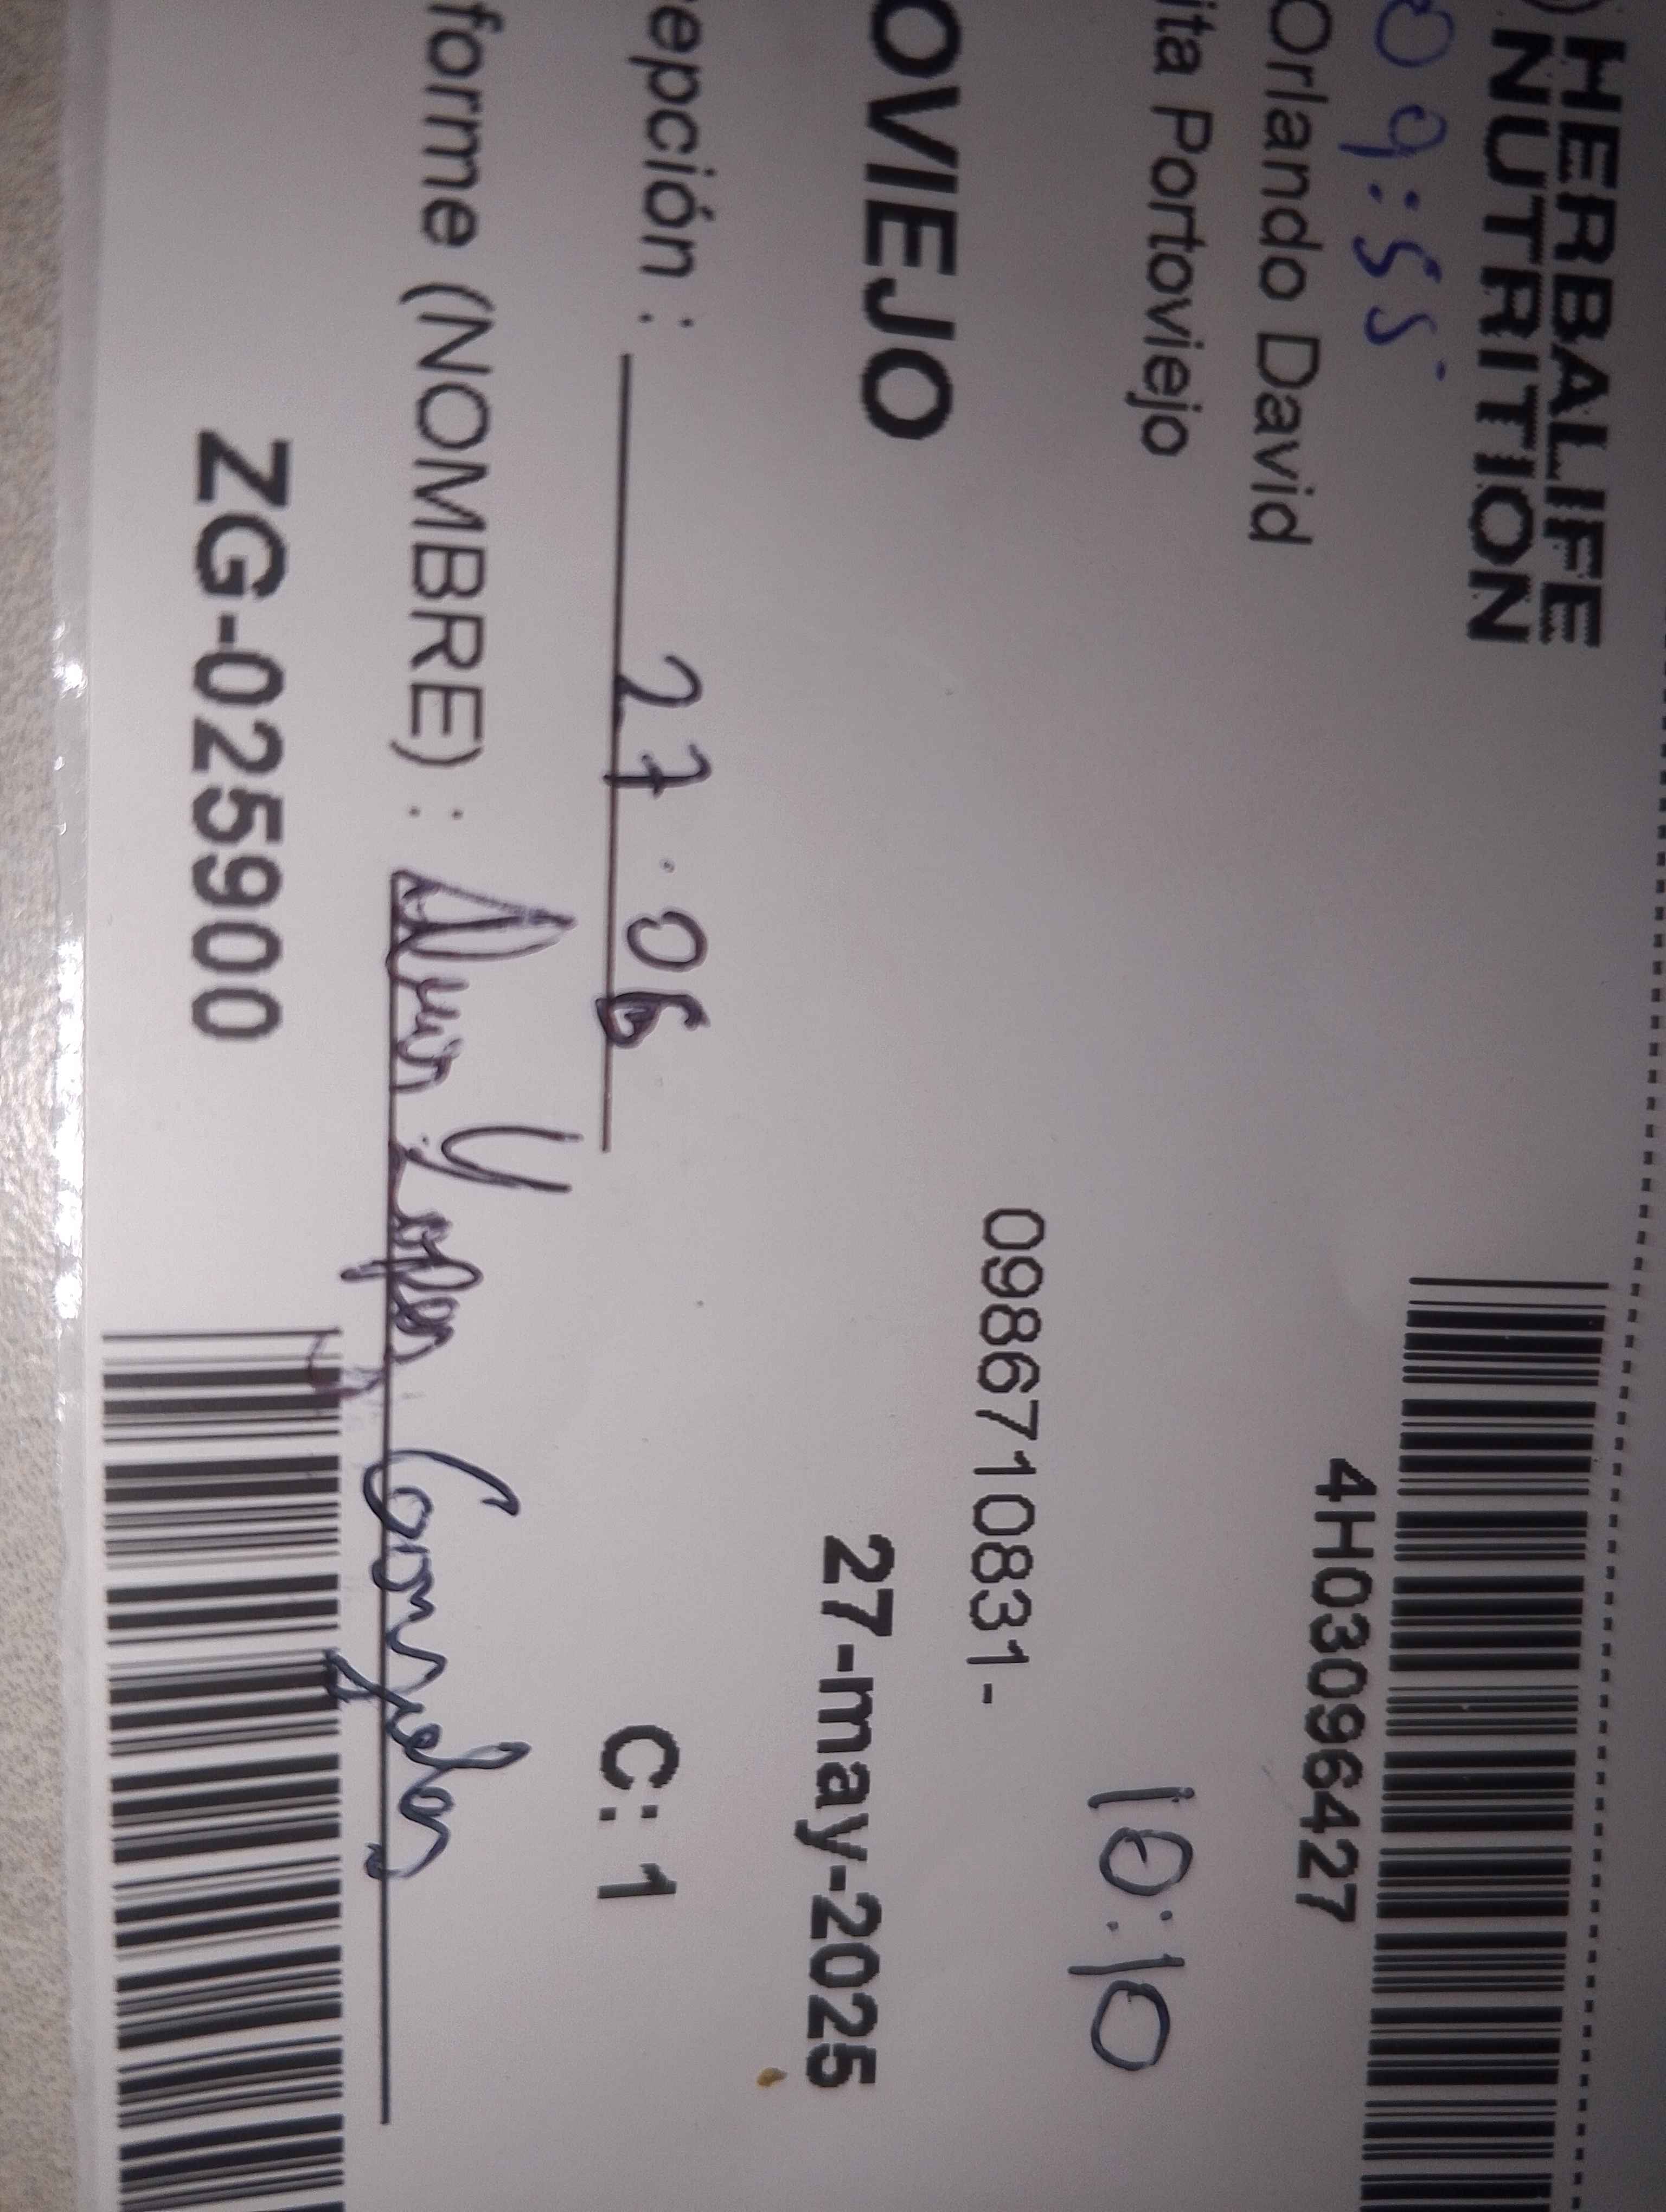 HERBALIFE
NUTRITION
09:55
4H03096427
Orlando David
ita Portoviejo
10:10
0986710831-
OVIEJO
27-may-2025
epción : 27.06
C: 1
forme (NOMBRE) :
ZG-025900